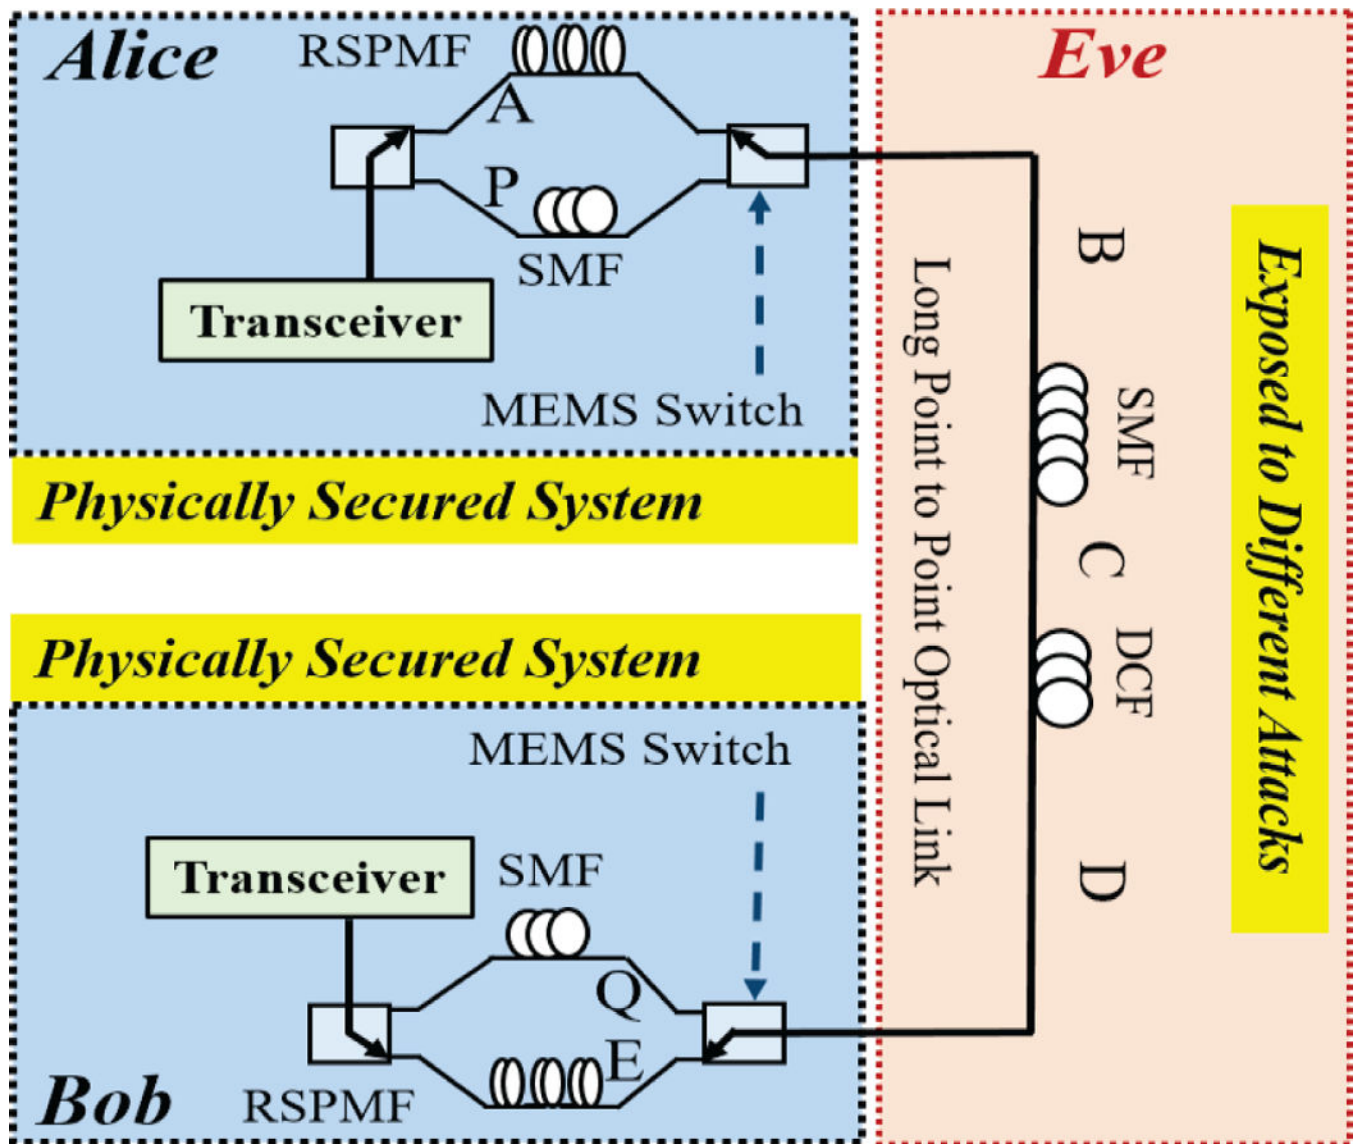 Alice
RSPMF
A
P
SMF
Transceiver
MEMS Switch
Physically Secured System
Eve
B
SMF
C
DCF
D
Long Point to Point Optical Link
Exposed to Different Attacks
Physically Secured System
MEMS Switch
Transceiver
SMF
Q
E
RSPMF
Bob